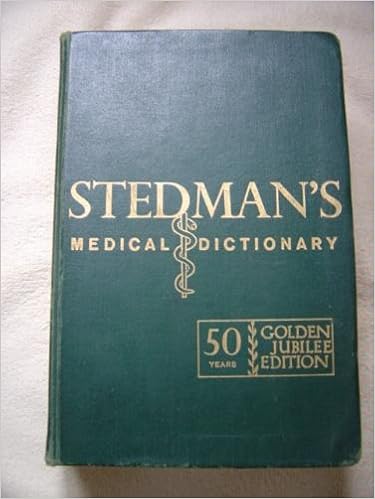 STEDMAN'S
MEDICAL DICTIONARY
50 YEARS
GOLDEN
JUBILEE
EDITION